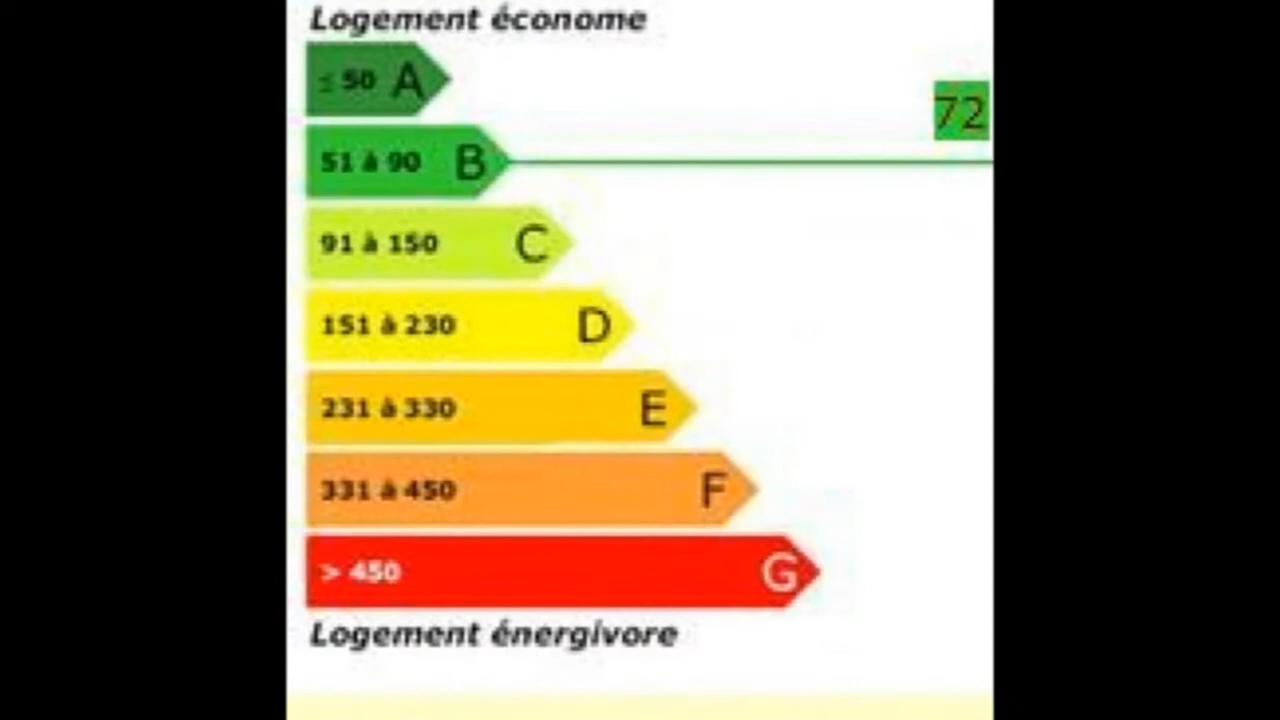 Logement économe
≤ 50 A
72
51 à 90 B
91 à 150 C
151 à 230 D
231 à 330 E
331 à 450 F
> 450 G
Logement énergivore